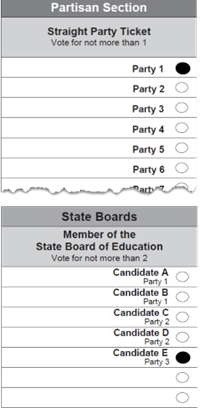 Partisan Section
Straight Party Ticket
Vote for not more than 1
Party 1
Party 2
Party 3
Party 4
Party 5
Party 6
Party 7
State Boards
Member of the
State Board of Education
Vote for not more than 2
Candidate A
Party 1
Candidate B
Party 1
Candidate C
Party 2
Candidate D
Party 2
Candidate E
Party 3